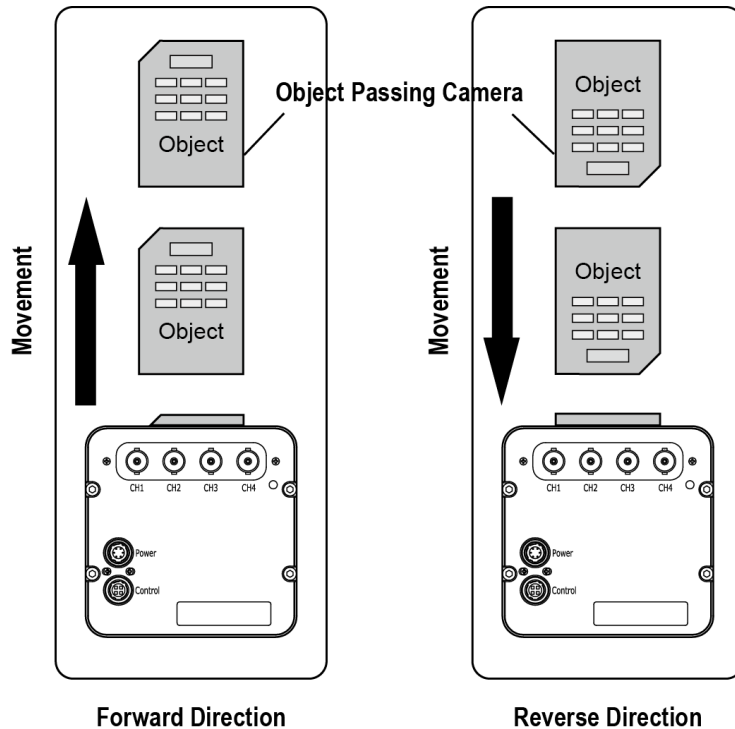 Object Passing Camera
Object
Object
Movement
CH1 CH2 CH3 CH4
Power
Control
Forward Direction
Object
Object
Movement
CH1 CH2 CH3 CH4
Power
Control
Reverse Direction